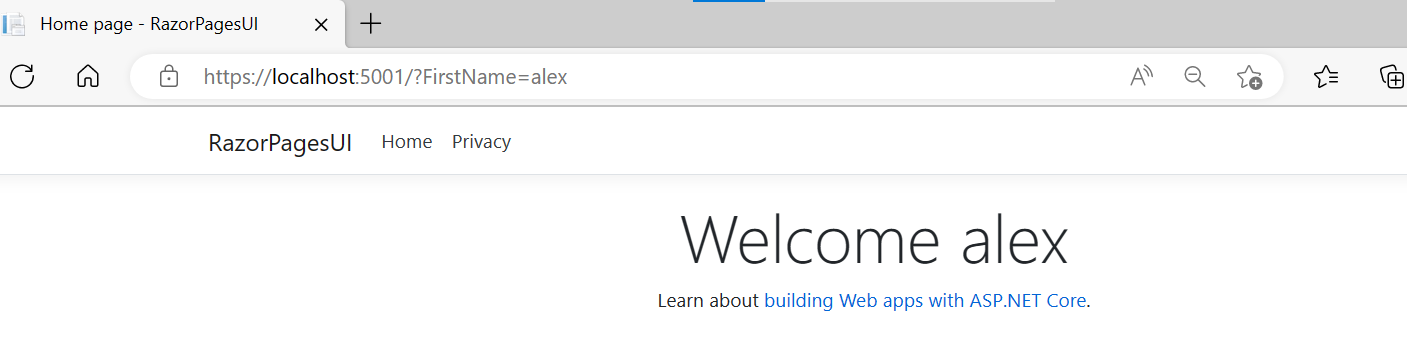 Home page - RazorPagesUI
https://localhost:5001/?FirstName=alex
RazorPagesUI Home Privacy
Welcome alex
Learn about building Web apps with ASP.NET Core.